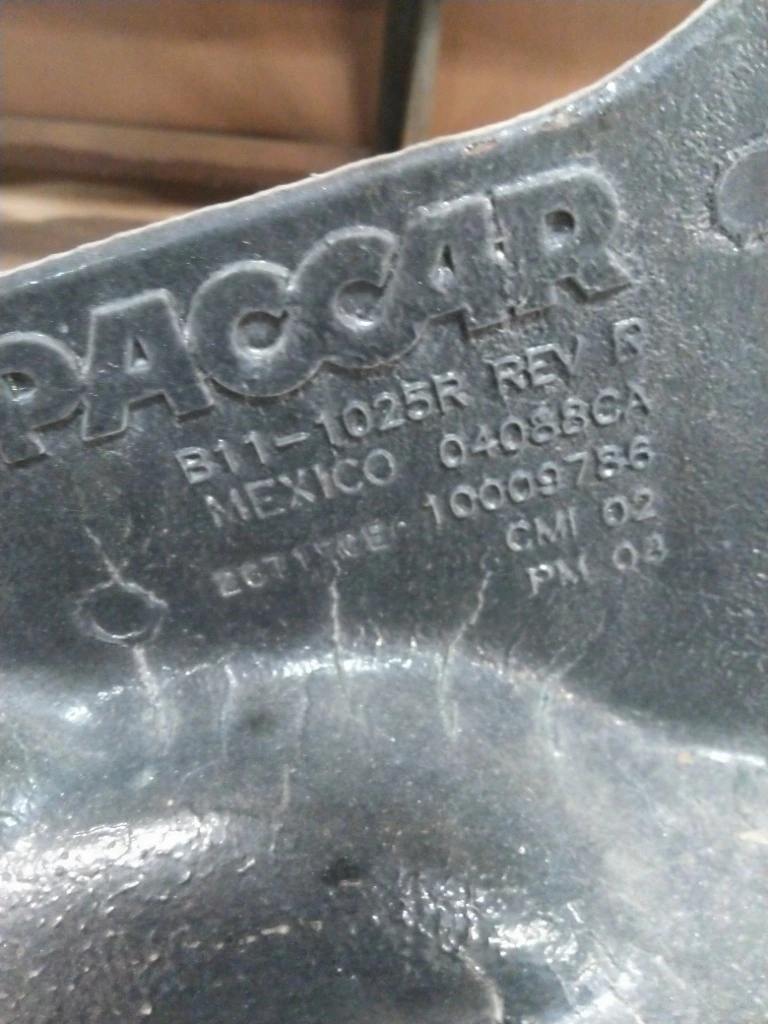 PACCAR
B11-1025R REV B
MEXICO 04088CA
10009786
CMI 02
PM 03